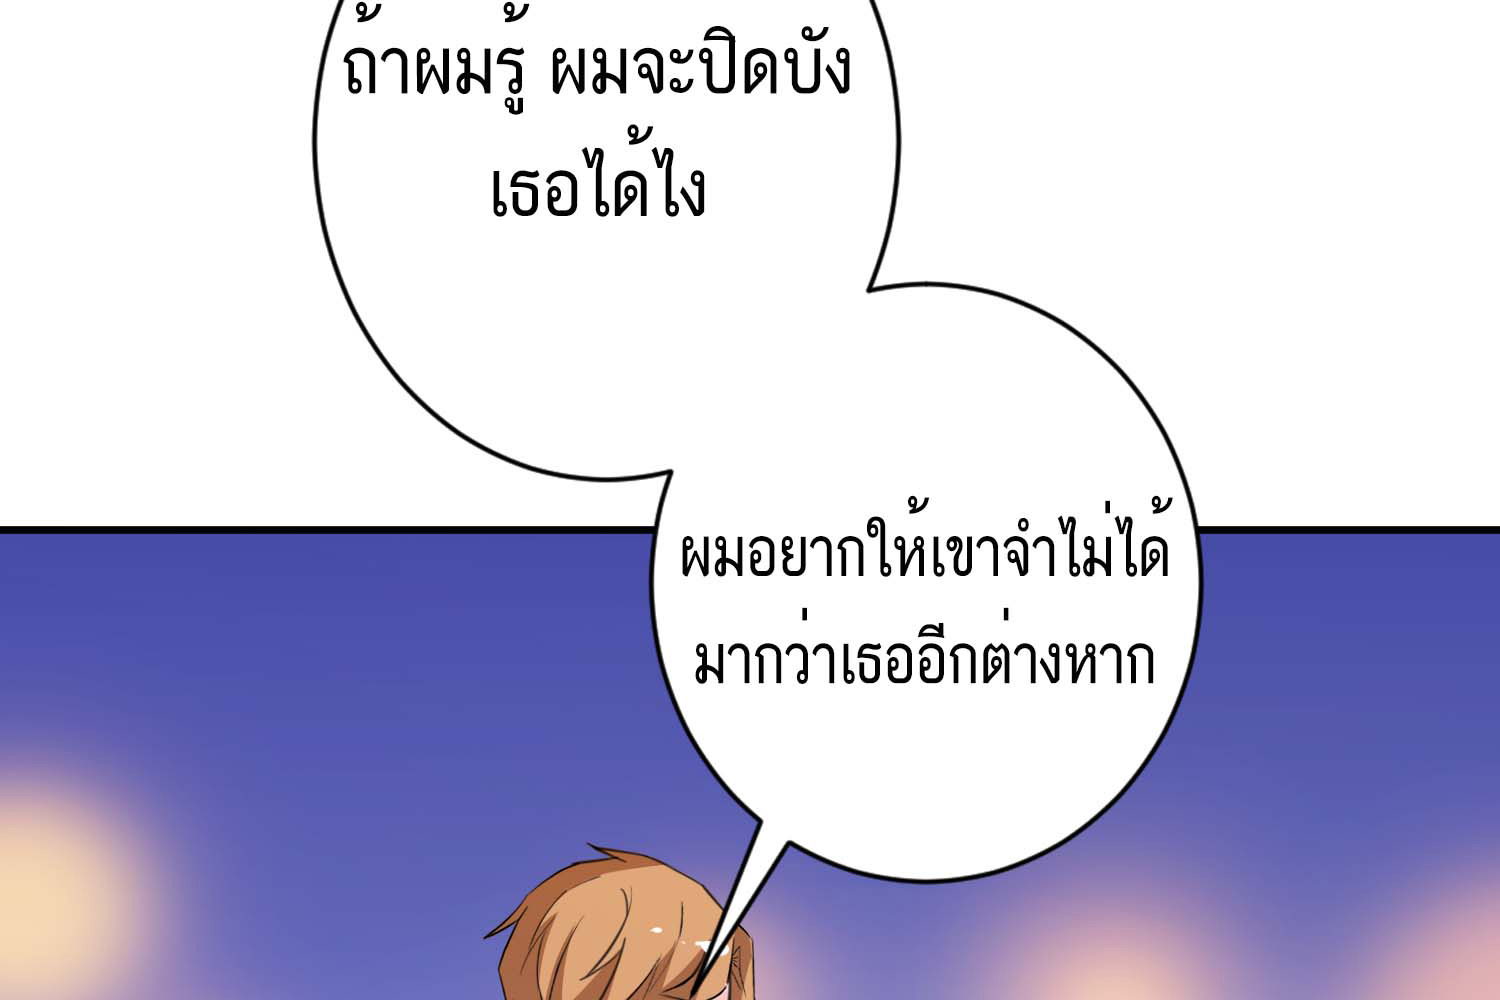 ถ้าผมรู้ ผมจะปิดบัง
เธอได้ไง
ผมอยากให้เขาจำไม่ได้
มากว่าเธออีกต่างหาก